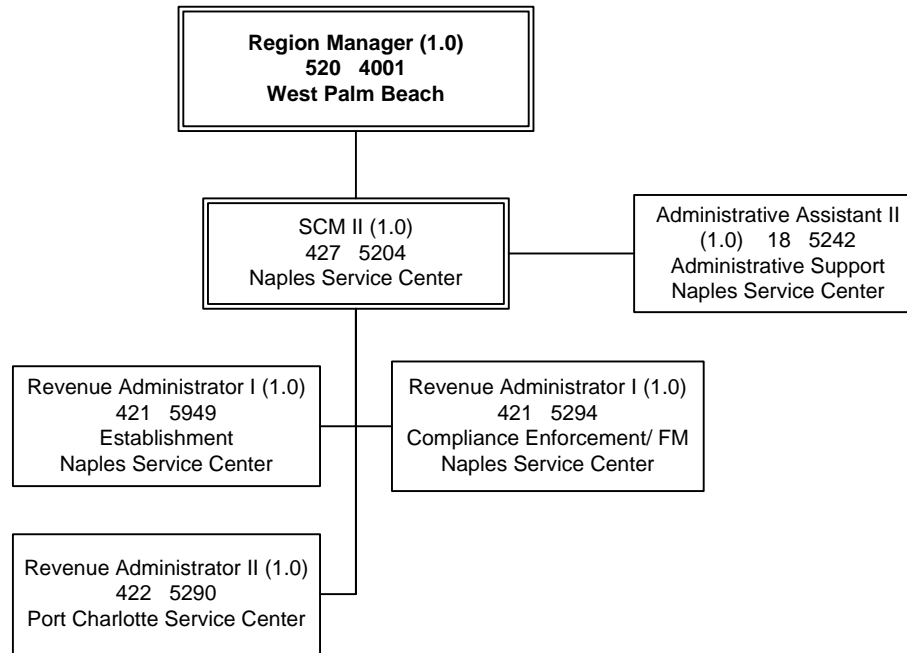 Region Manager (1.0)
520 4001
West Palm Beach
SCM II (1.0)
427 5204
Naples Service Center
Administrative Assistant II
(1.0) 18 5242
Administrative Support
Naples Service Center
Revenue Administrator I (1.0)
421 5949
Establishment
Naples Service Center
Revenue Administrator I (1.0)
421 5294
Compliance Enforcement/ FM
Naples Service Center
Revenue Administrator II (1.0)
422 5290
Port Charlotte Service Center